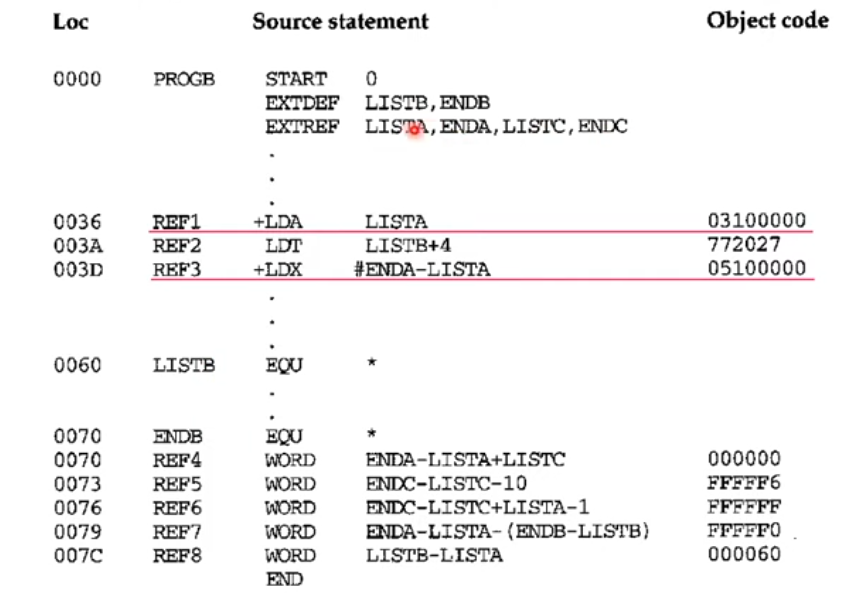 Loc Source statement Object code
0000 PROGB START 0
EXTDEF LISTB,ENDB
EXTREF LISTA,ENDA,LISTC,ENDC
.
.
.
0036 REF1 +LDA LISTA 03100000
003A REF2 LDT LISTB+4 772027
003D REF3 +LDX #ENDA-LISTA 05100000
.
.
.
0060 LISTB EQU *
.
.
0070 ENDB EQU *
0070 REF4 WORD ENDA-LISTA+LISTC 000000
0073 REF5 WORD ENDC-LISTC-10 FFFFF6
0076 REF6 WORD ENDC-LISTC+LISTA-1 FFFFFF
0079 REF7 WORD ENDA-LISTA-(ENDB-LISTB) FFFFF0
007C REF8 WORD LISTB-LISTA 000060
END